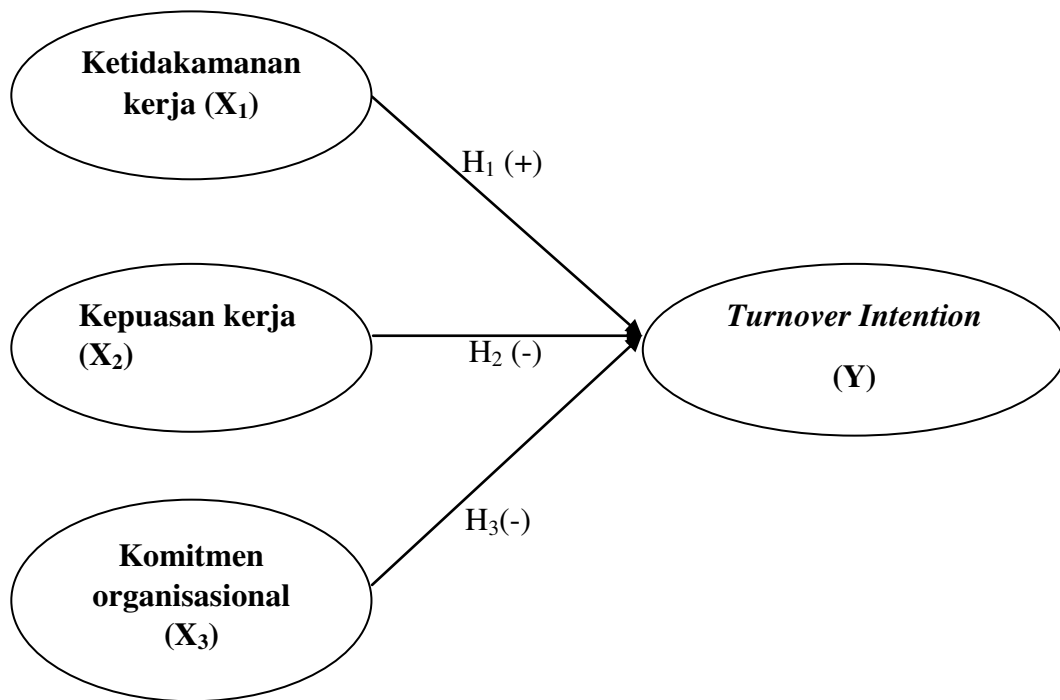 Ketidakamanan
kerja (X₁)
H₁ (+)
Kepuasan kerja
(X₂)
H₂ (-)
Turnover Intention
(Y)
H₃(-)
Komitmen
organisasional
(X₃)